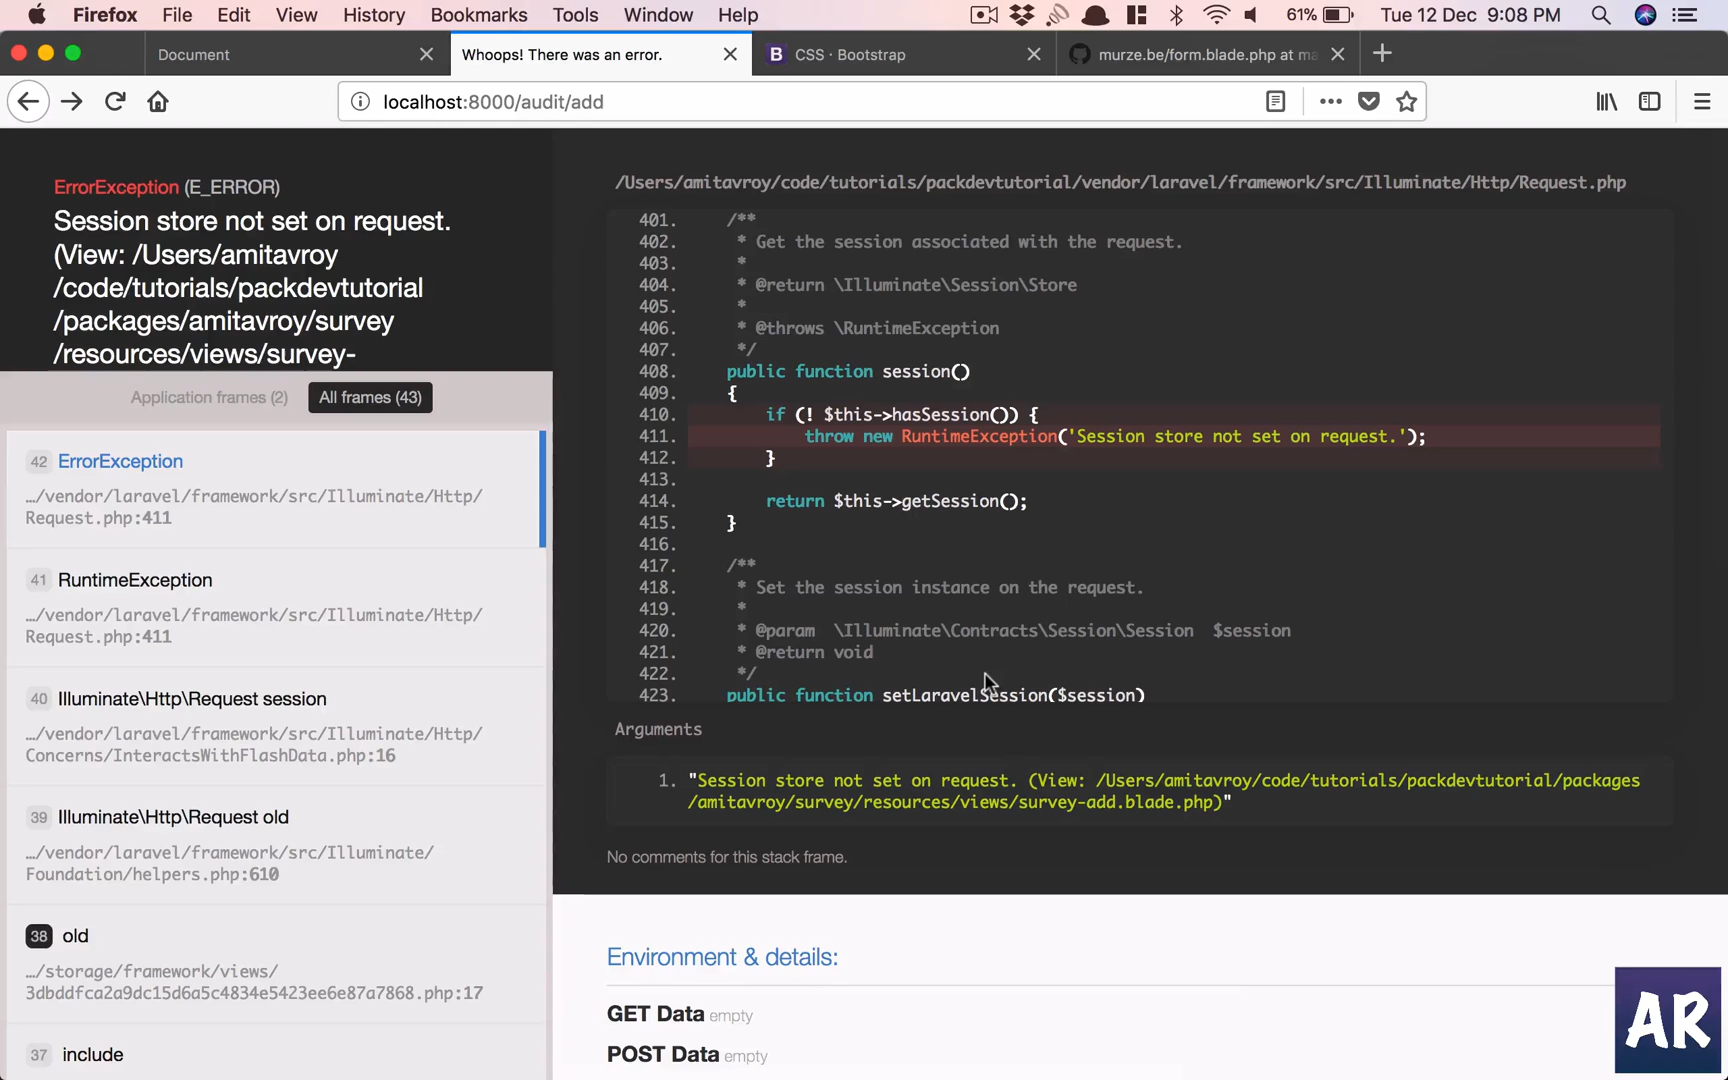 Firefox File Edit View History Bookmarks Tools Window Help 61% Tue 12 Dec 9:08 PM
Document Whoops! There was an error. B CSS · Bootstrap murze.be/form.blade.php at ma
localhost:8000/audit/add
ErrorException (E_ERROR)
Session store not set on request.
(View: /Users/amitavroy
/code/tutorials/packdevtutorial
/packages/amitavroy/survey
/resources/views/survey-
Application frames (2) All frames (43)
42 ErrorException
…/vendor/laravel/framework/src/Illuminate/Http/
Request.php:411
41 RuntimeException
…/vendor/laravel/framework/src/Illuminate/Http/
Request.php:411
40 Illuminate\Http\Request session
…/vendor/laravel/framework/src/Illuminate/Http/
Concerns/InteractsWithFlashData.php:16
39 Illuminate\Http\Request old
…/vendor/laravel/framework/src/Illuminate/
Foundation/helpers.php:610
38 old
…/storage/framework/views/
3dbddfca2a9dc15d6a5c4834e5423ee6e87a7868.php:17
37 include
/Users/amitavroy/code/tutorials/packdevtutorial/vendor/laravel/framework/src/Illuminate/Http/Request.php
401. /**
402. * Get the session associated with the request.
403. *
404. * @return \Illuminate\Session\Store
405. *
406. * @throws \RuntimeException
407. */
408. public function session()
409. {
410. if (! $this->hasSession()) {
411. throw new RuntimeException('Session store not set on request.');
412. }
413.
414. return $this->getSession();
415. }
416.
417. /**
418. * Set the session instance on the request.
419. *
420. * @param \Illuminate\Contracts\Session\Session $session
421. * @return void
422. */
423. public function setLaravelSession($session)
Arguments
1. "Session store not set on request. (View: /Users/amitavroy/code/tutorials/packdevtutorial/packages
/amitavroy/survey/resources/views/survey-add.blade.php)"
No comments for this stack frame.
Environment & details:
GET Data empty
POST Data empty
AR